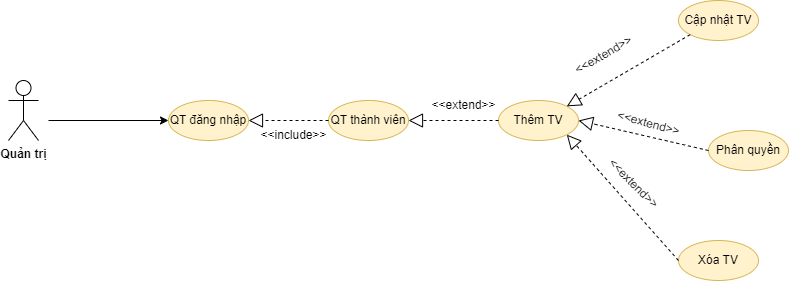 Cập nhật TV
<<extend>>
<<extend>>
QT đăng nhập
<<include>>
QT thành viên
Thêm TV
<<extend>>
Phân quyền
Quản trị
<<extend>>
Xóa TV